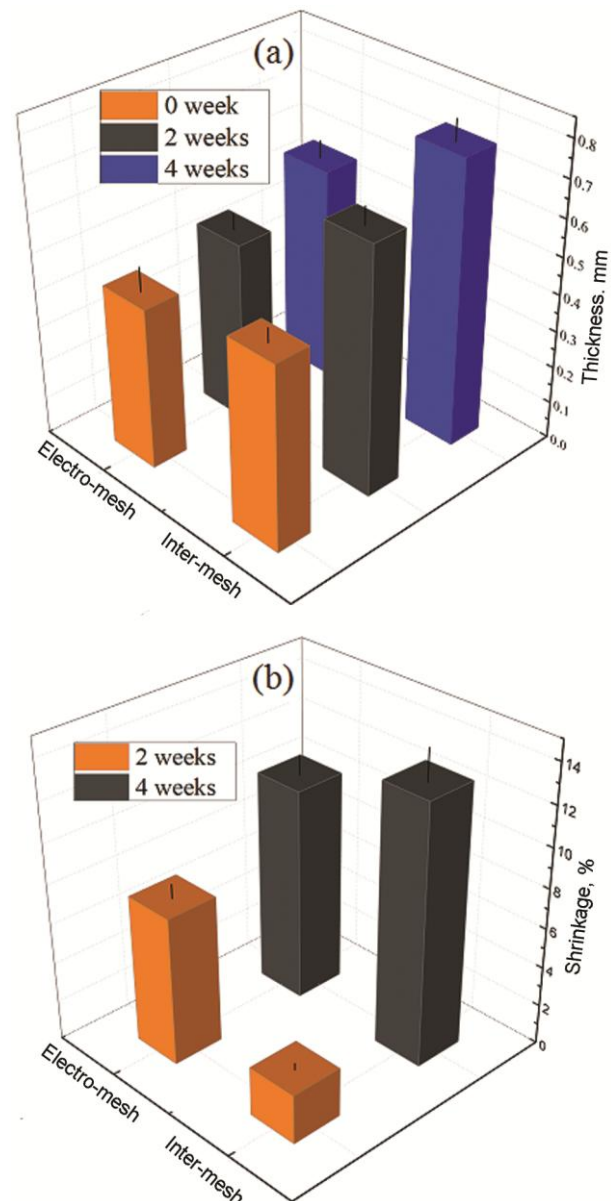 (a)
0 week
2 weeks
4 weeks
0.8
0.7
0.6
0.5
0.4
0.3
0.2
0.1
0.0
Thickness. mm
Electro-mesh
Inter-mesh
(b)
2 weeks
4 weeks
14
12
10
8
6
4
2
0
Shrinkage, %
Electro-mesh
Inter-mesh